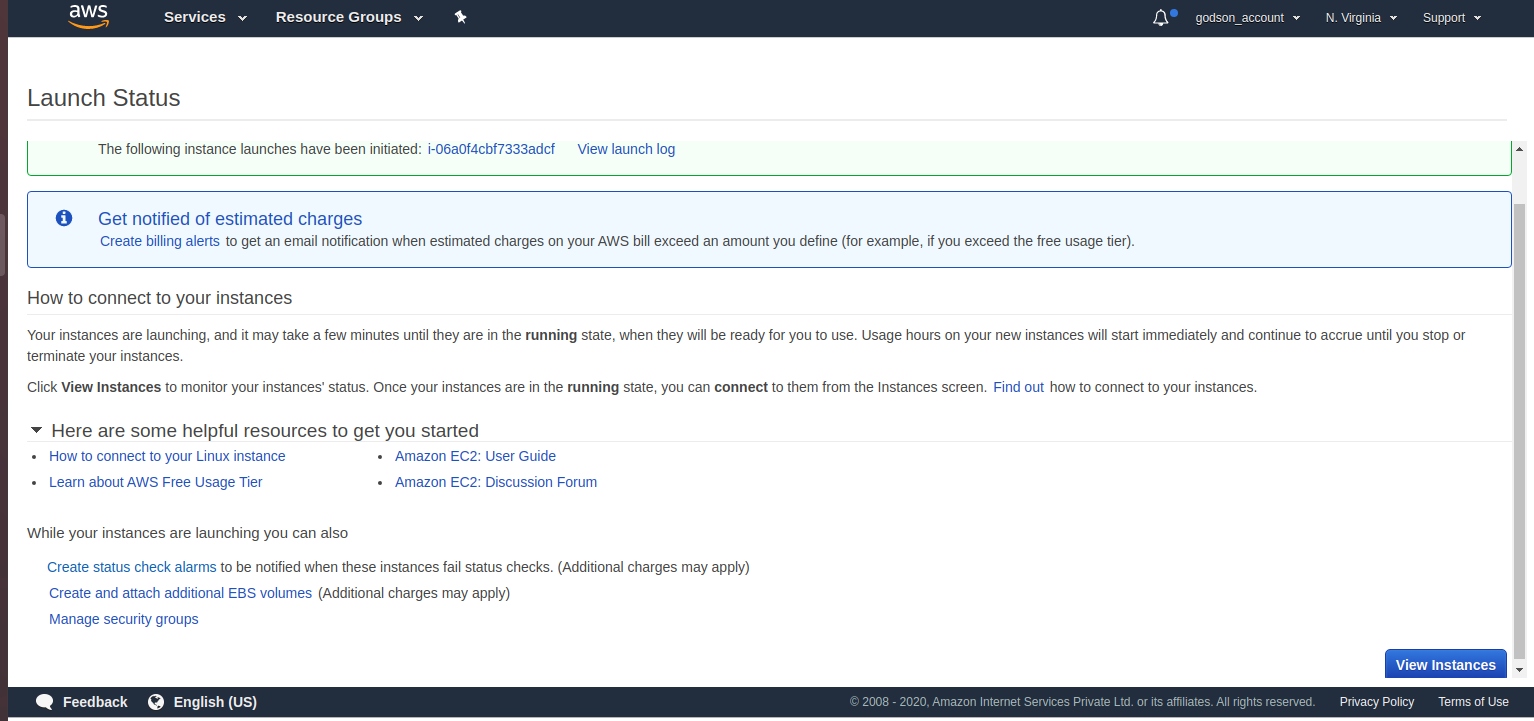 aws Services Resource Groups godson_account N. Virginia Support
Launch Status
The following instance launches have been initiated: i-06a0f4cbf7333adcf View launch log
Get notified of estimated charges
Create billing alerts to get an email notification when estimated charges on your AWS bill exceed an amount you define (for example, if you exceed the free usage tier).
How to connect to your instances
Your instances are launching, and it may take a few minutes until they are in the running state, when they will be ready for you to use. Usage hours on your new instances will start immediately and continue to accrue until you stop or
terminate your instances.
Click View Instances to monitor your instances' status. Once your instances are in the running state, you can connect to them from the Instances screen. Find out how to connect to your instances.
Here are some helpful resources to get you started
• How to connect to your Linux instance • Amazon EC2: User Guide
• Learn about AWS Free Usage Tier • Amazon EC2: Discussion Forum
While your instances are launching you can also
Create status check alarms to be notified when these instances fail status checks. (Additional charges may apply)
Create and attach additional EBS volumes (Additional charges may apply)
Manage security groups
View Instances
Feedback English (US) © 2008 - 2020, Amazon Internet Services Private Ltd. or its affiliates. All rights reserved. Privacy Policy Terms of Use